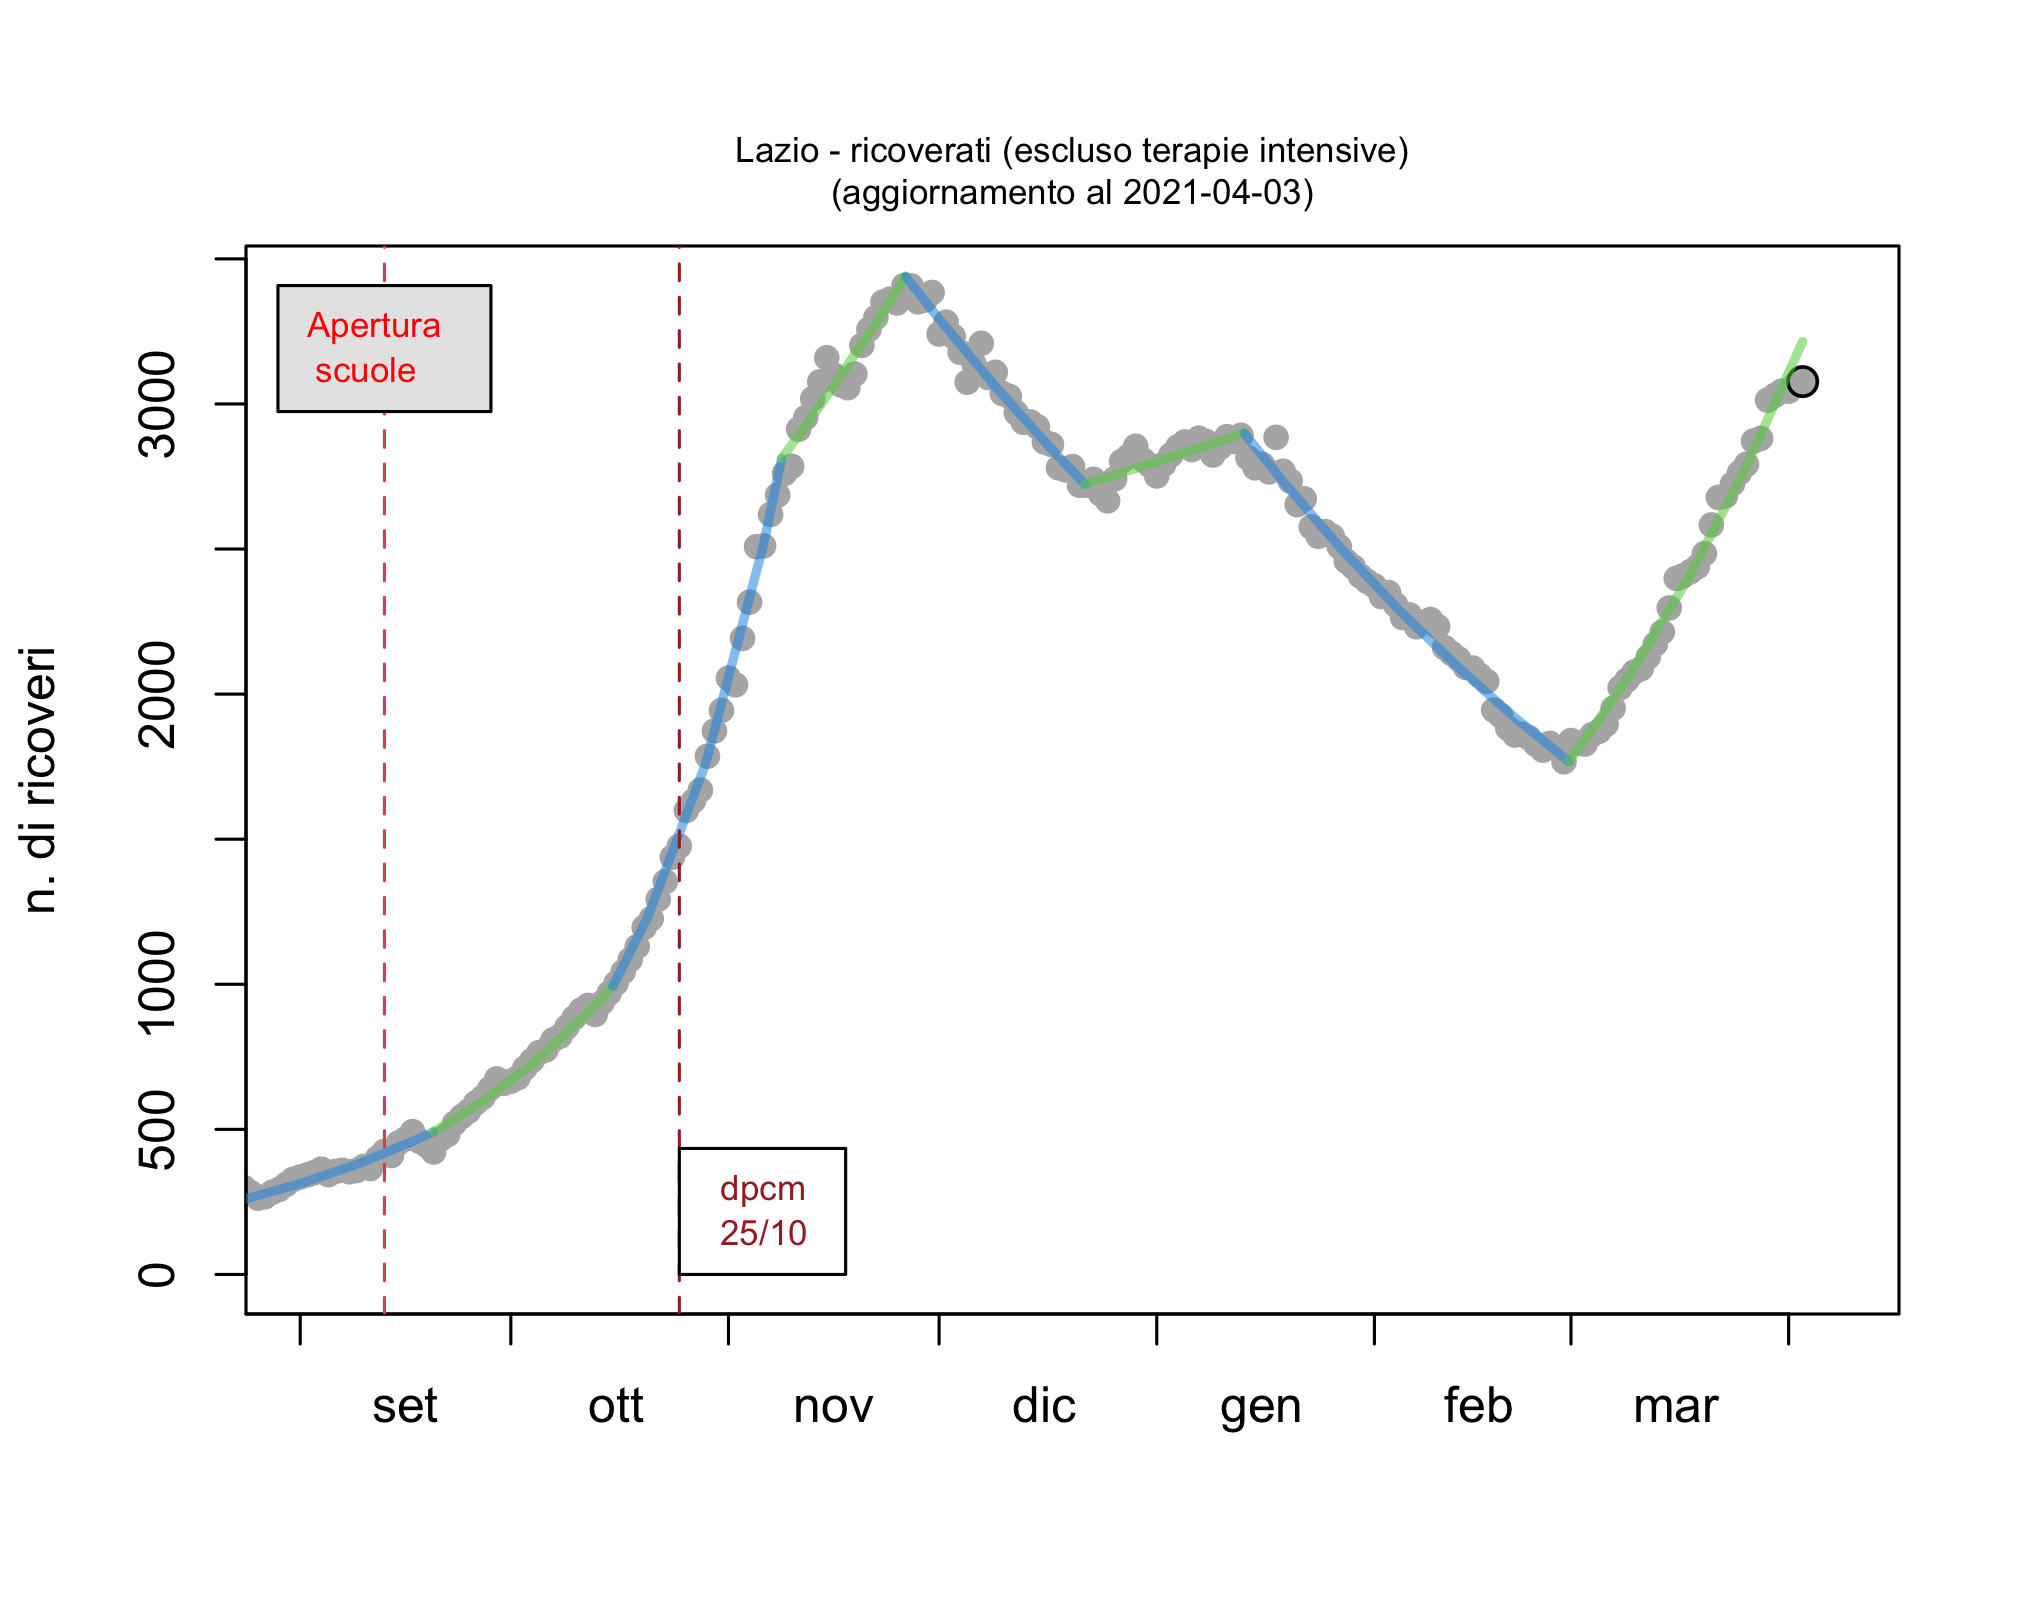 Lazio - ricoverati (escluso terapie intensive)
(aggiornamento al 2021-04-03)
Apertura
scuole
dpcm
25/10
n. di ricoveri
3000
2000
1000
500
0
set ott nov dic gen feb mar